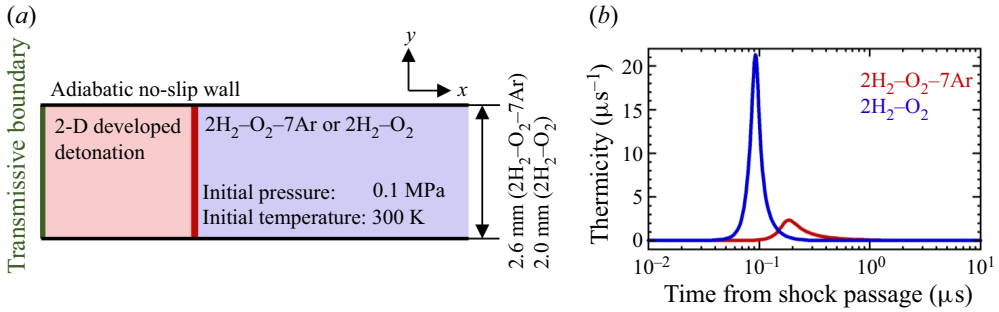 (a)
Transmissive boundary
y
x
Adiabatic no-slip wall
2-D developed
detonation
2H₂–O₂–7Ar or 2H₂–O₂
Initial pressure: 0.1 MPa
Initial temperature: 300 K
2.6 mm (2H₂–O₂–7Ar)
2.0 mm (2H₂–O₂)
(b)
Thermicity (μs⁻¹)
20
15
10
5
0
2H₂–O₂–7Ar
2H₂–O₂
10⁻² 10⁻¹ 10⁰ 10¹
Time from shock passage (μs)